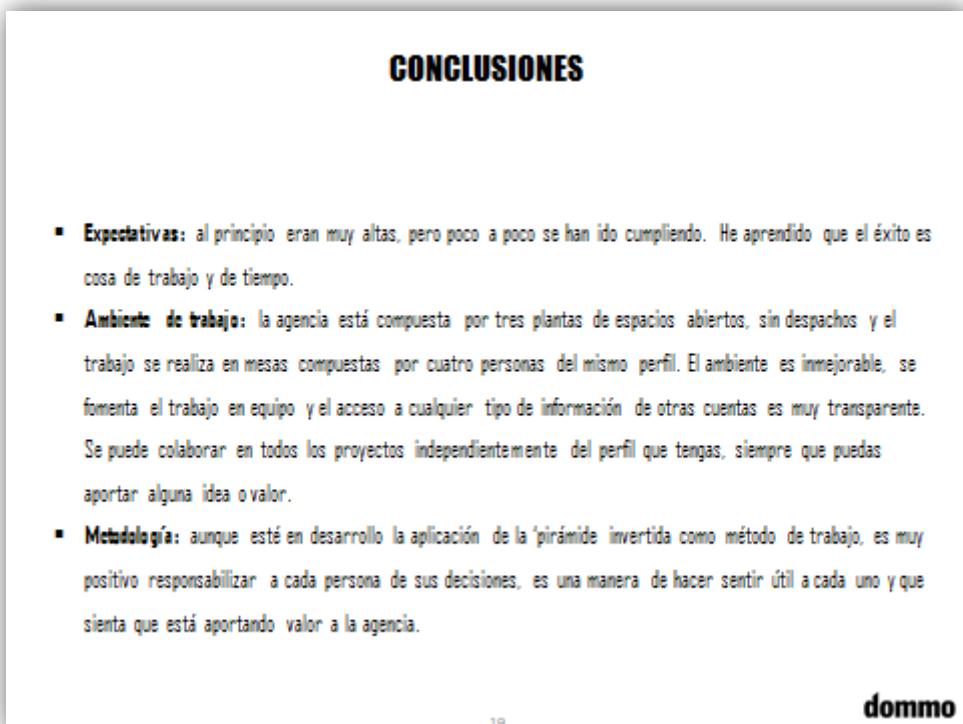 CONCLUSIONES
▪ Expectativas: al principio eran muy altas, pero poco a poco se han ido cumpliendo. He aprendido que el éxito es
cosa de trabajo y de tiempo.
▪ Ambiente de trabajo: la agencia está compuesta por tres plantas de espacios abiertos, sin despachos y el
trabajo se realiza en mesas compuestas por cuatro personas del mismo perfil. El ambiente es inmejorable, se
fomenta el trabajo en equipo y el acceso a cualquier tipo de información de otras cuentas es muy transparente.
Se puede colaborar en todos los proyectos independientemente del perfil que tengas, siempre que puedas
aportar alguna idea o valor.
▪ Metodología: aunque esté en desarrollo la aplicación de la 'pirámide invertida como método de trabajo, es muy
positivo responsabilizar a cada persona de sus decisiones, es una manera de hacer sentir útil a cada uno y que
sienta que está aportando valor a la agencia.
dommo
19